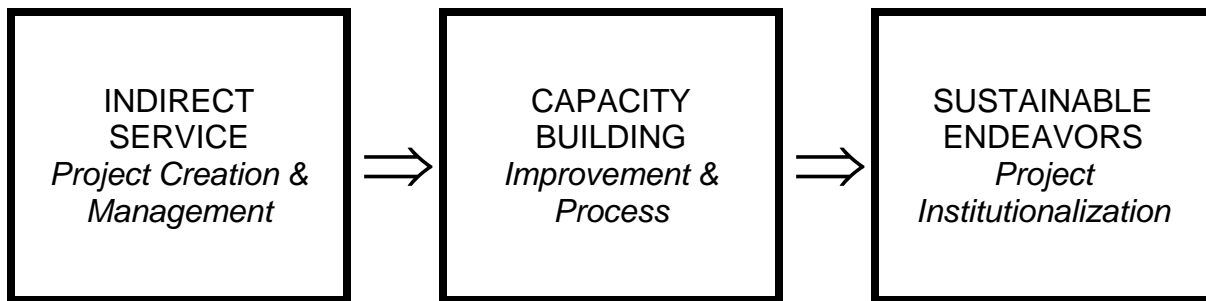 INDIRECT
SERVICE
Project Creation &
Management
⇒
CAPACITY
BUILDING
Improvement &
Process
⇒
SUSTAINABLE
ENDEAVORS
Project
Institutionalization